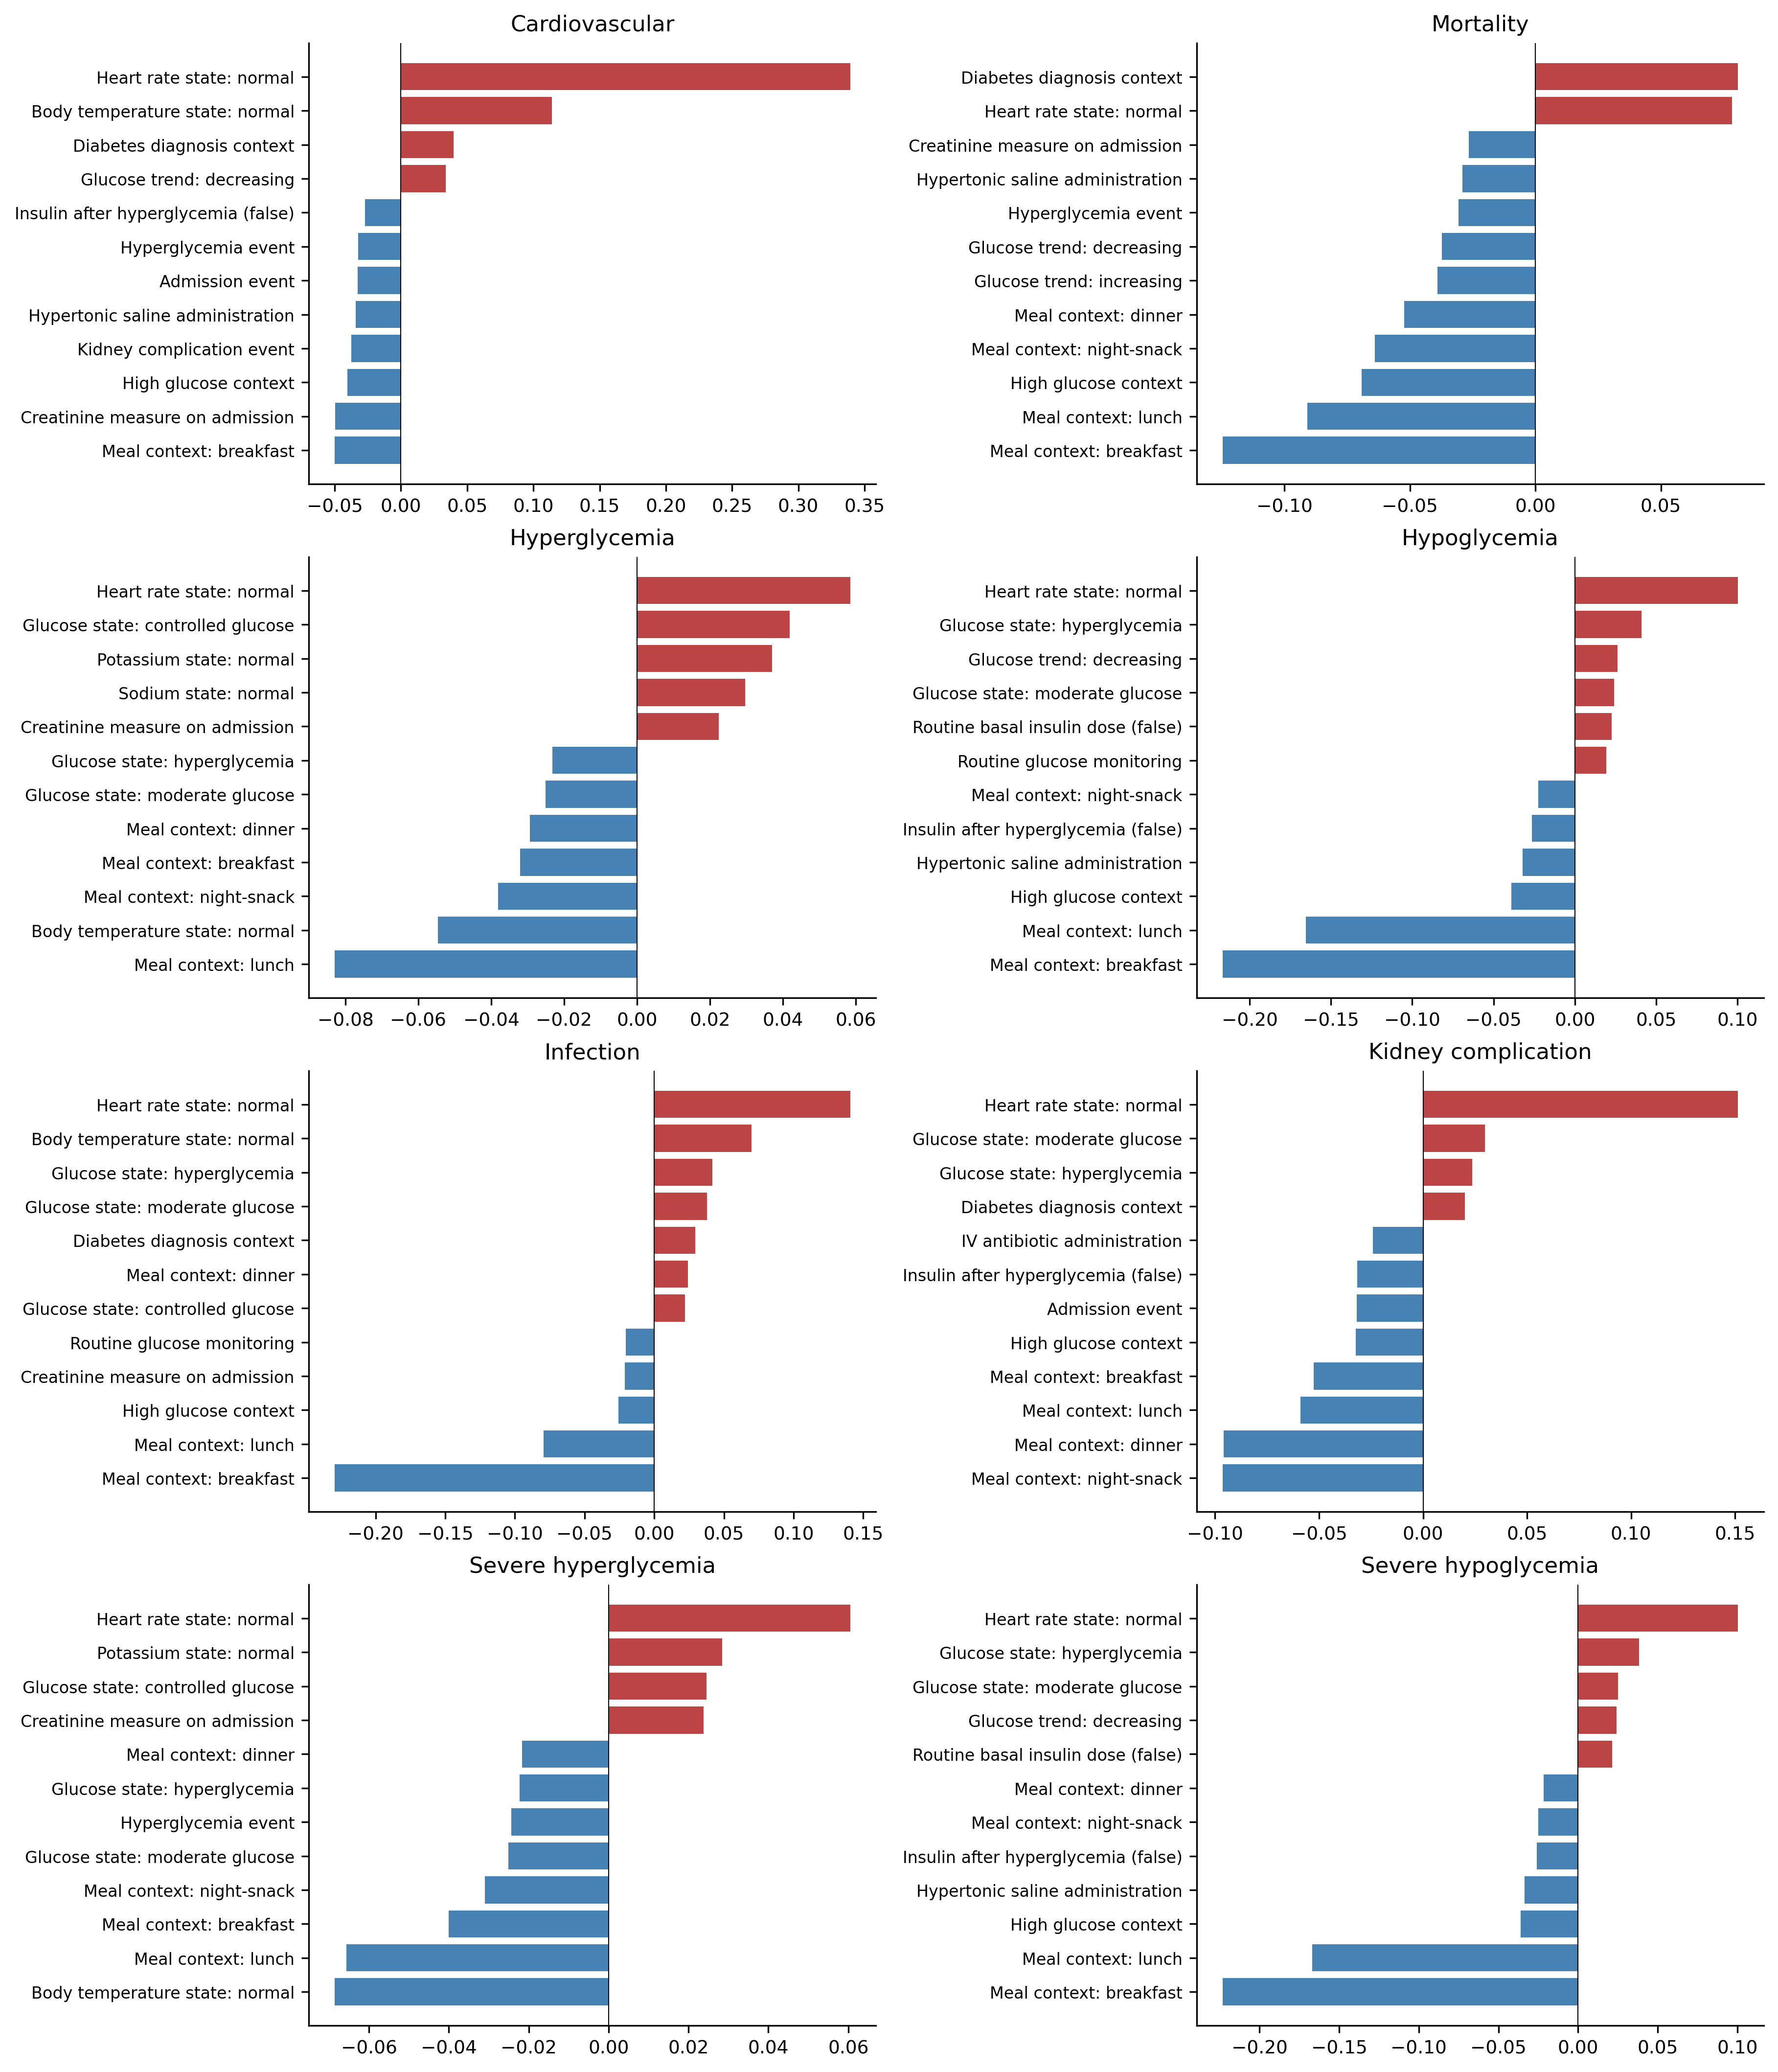 Cardiovascular
Heart rate state: normal
Body temperature state: normal
Diabetes diagnosis context
Glucose trend: decreasing
Insulin after hyperglycemia (false)
Hyperglycemia event
Admission event
Hypertonic saline administration
Kidney complication event
High glucose context
Creatinine measure on admission
Meal context: breakfast
−0.05 0.00 0.05 0.10 0.15 0.20 0.25 0.30 0.35
Mortality
Diabetes diagnosis context
Heart rate state: normal
Creatinine measure on admission
Hypertonic saline administration
Hyperglycemia event
Glucose trend: decreasing
Glucose trend: increasing
Meal context: dinner
Meal context: night-snack
High glucose context
Meal context: lunch
Meal context: breakfast
−0.10 −0.05 0.00 0.05
Hyperglycemia
Heart rate state: normal
Glucose state: controlled glucose
Potassium state: normal
Sodium state: normal
Creatinine measure on admission
Glucose state: hyperglycemia
Glucose state: moderate glucose
Meal context: dinner
Meal context: breakfast
Meal context: night-snack
Body temperature state: normal
Meal context: lunch
−0.08 −0.06 −0.04 −0.02 0.00 0.02 0.04 0.06
Hypoglycemia
Heart rate state: normal
Glucose state: hyperglycemia
Glucose trend: decreasing
Glucose state: moderate glucose
Routine basal insulin dose (false)
Routine glucose monitoring
Meal context: night-snack
Insulin after hyperglycemia (false)
Hypertonic saline administration
High glucose context
Meal context: lunch
Meal context: breakfast
−0.20 −0.15 −0.10 −0.05 0.00 0.05 0.10
Infection
Heart rate state: normal
Body temperature state: normal
Glucose state: hyperglycemia
Glucose state: moderate glucose
Diabetes diagnosis context
Meal context: dinner
Glucose state: controlled glucose
Routine glucose monitoring
Creatinine measure on admission
High glucose context
Meal context: lunch
Meal context: breakfast
−0.20 −0.15 −0.10 −0.05 0.00 0.05 0.10 0.15
Kidney complication
Heart rate state: normal
Glucose state: moderate glucose
Glucose state: hyperglycemia
Diabetes diagnosis context
IV antibiotic administration
Insulin after hyperglycemia (false)
Admission event
High glucose context
Meal context: breakfast
Meal context: lunch
Meal context: dinner
Meal context: night-snack
−0.10 −0.05 0.00 0.05 0.10 0.15
Severe hyperglycemia
Heart rate state: normal
Potassium state: normal
Glucose state: controlled glucose
Creatinine measure on admission
Meal context: dinner
Glucose state: hyperglycemia
Hyperglycemia event
Glucose state: moderate glucose
Meal context: night-snack
Meal context: breakfast
Meal context: lunch
Body temperature state: normal
−0.06 −0.04 −0.02 0.00 0.02 0.04 0.06
Severe hypoglycemia
Heart rate state: normal
Glucose state: hyperglycemia
Glucose state: moderate glucose
Glucose trend: decreasing
Routine basal insulin dose (false)
Meal context: dinner
Meal context: night-snack
Insulin after hyperglycemia (false)
Hypertonic saline administration
High glucose context
Meal context: lunch
Meal context: breakfast
−0.20 −0.15 −0.10 −0.05 0.00 0.05 0.10